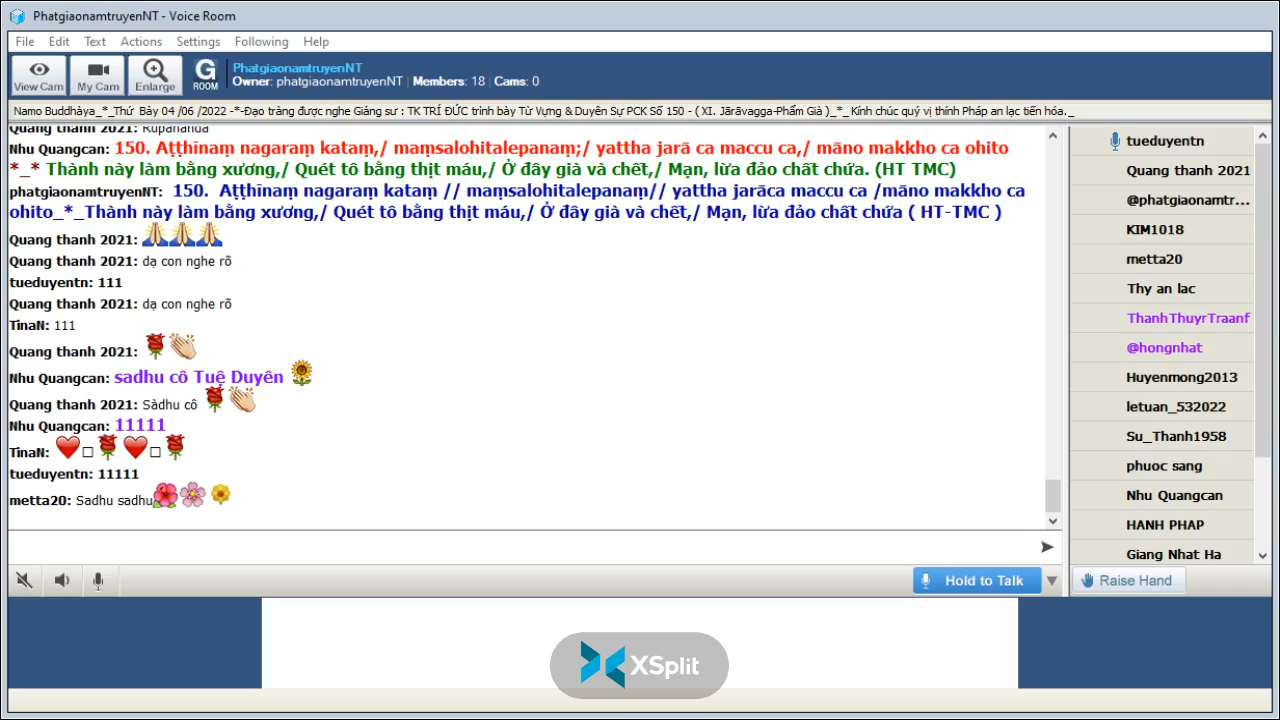 PhatgiaonamtruyenNT - Voice Room
File Edit Text Actions Settings Following Help
View Cam My Cam Enlarge G ROOM
PhatgiaonamtruyenNT
Owner: phatgiaonamtruyenNT | Members: 18 | Cams: 0
Namo Buddhàya_*_Thứ Bảy 04 /06 /2022 -*-Đạo tràng được nghe Giảng sư : TK TRÍ ĐỨC trình bày Từ Vựng & Duyên Sự PCK Số 150 - ( XI. Jārāvagga-Phẩm Già )_*_Kính chúc quý vị thính Pháp an lạc tiến hóa._
Quang thanh 2021: Rupananda
Nhu Quangcan: 150. Aṭṭhīnaṃ nagaraṃ kataṃ,/ maṃsalohitalepanaṃ;/ yattha jarā ca maccu ca,/ māno makkho ca ohito
*_* Thành này làm bằng xương,/ Quét tô bằng thịt máu,/ Ở đây già và chết,/ Mạn, lừa đảo chất chứa. (HT TMC)
phatgiaonamtruyenNT: 150. Aṭṭhīnaṃ nagaraṃ kataṃ // maṃsalohitalepanaṃ// yattha jarāca maccu ca /māno makkho ca
ohito_*_Thành này làm bằng xương,/ Quét tô bằng thịt máu,/ Ở đây già và chết,/ Mạn, lừa đảo chất chứa ( HT-TMC )
Quang thanh 2021:
Quang thanh 2021: dạ con nghe rõ
tueduyentn: 111
Quang thanh 2021: dạ con nghe rõ
TinaN: 111
Quang thanh 2021:
Nhu Quangcan: sadhu cô Tuệ Duyên
Quang thanh 2021: Sàdhu cô
Nhu Quangcan: 11111
TinaN:
tueduyentn: 11111
metta20: Sadhu sadhu
Hold to Talk
tueduyentn
Quang thanh 2021
@phatgiaonamtr...
KIM1018
metta20
Thy an lac
ThanhThuyrTraanf
@hongnhat
Huyenmong2013
letuan_532022
Su_Thanh1958
phuoc sang
Nhu Quangcan
HANH PHAP
Giang Nhat Ha
Raise Hand
XSplit